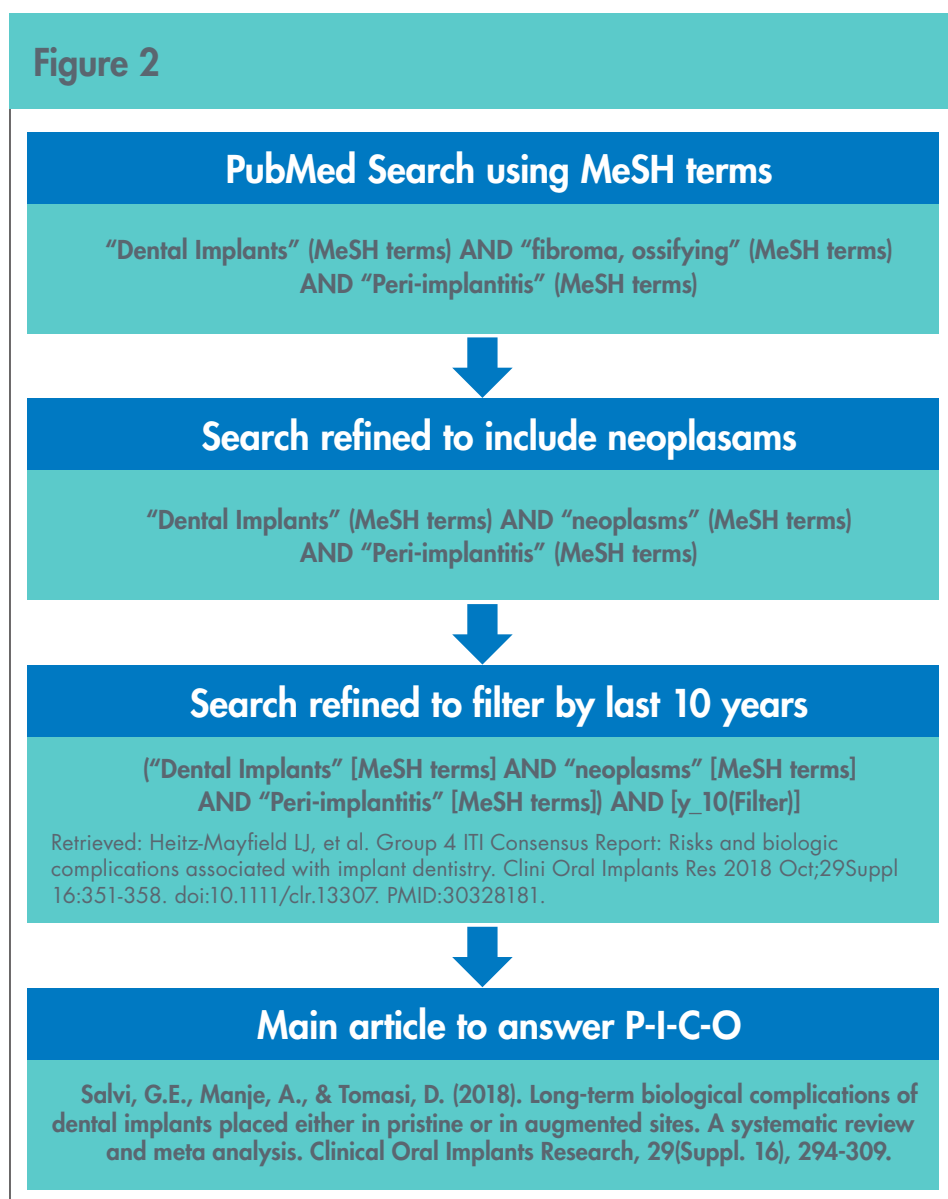 Figure 2
PubMed Search using MeSH terms
“Dental Implants” (MeSH terms) AND “fibroma, ossifying” (MeSH terms)
AND “Peri-implantitis” (MeSH terms)
Search refined to include neoplasams
“Dental Implants” (MeSH terms) AND “neoplasms” (MeSH terms)
AND “Peri-implantitis” (MeSH terms)
Search refined to filter by last 10 years
(“Dental Implants” [MeSH terms] AND “neoplasms” [MeSH terms]
AND “Peri-implantitis” [MeSH terms]) AND [y_10(Filter)]
Retrieved: Heitz-Mayfield LJ, et al. Group 4 ITI Consensus Report: Risks and biologic
complications associated with implant dentistry. Clini Oral Implants Res 2018 Oct;29Suppl
16:351-358. doi:10.1111/clr.13307. PMID:30328181.
Main article to answer P-I-C-O
Salvi, G.E., Manje, A., & Tomasi, D. (2018). Long-term biological complications of
dental implants placed either in pristine or in augmented sites. A systematic review
and meta analysis. Clinical Oral Implants Research, 29(Suppl. 16), 294-309.